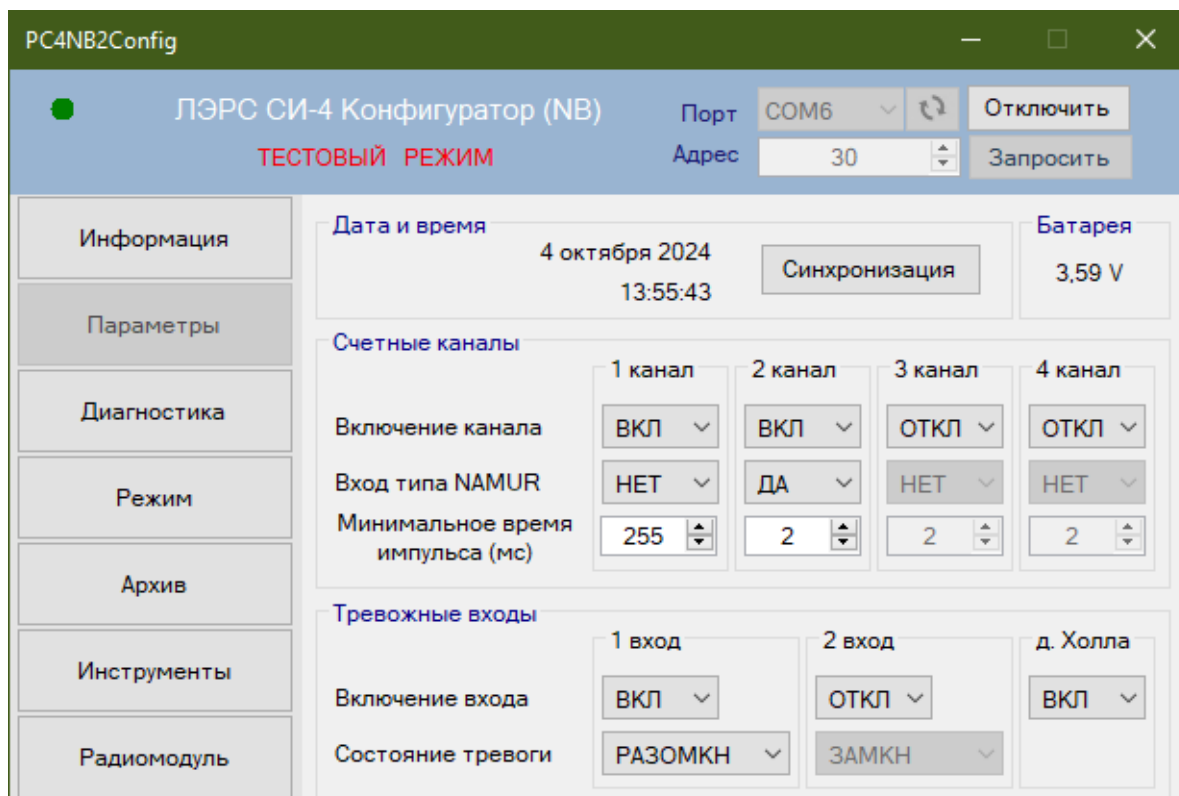 PC4NB2Config
ЛЭРС СИ-4 Конфигуратор (NB)
ТЕСТОВЫЙ РЕЖИМ
Порт COM6 Отключить
Адрес 30 Запросить
Информация
Параметры
Диагностика
Режим
Архив
Инструменты
Радиомодуль
Дата и время
4 октября 2024
13:55:43
Синхронизация
Батарея
3,59 V
Счетные каналы
1 канал 2 канал 3 канал 4 канал
Включение канала ВКЛ ВКЛ ОТКЛ ОТКЛ
Вход типа NAMUR НЕТ ДА НЕТ НЕТ
Минимальное время
импульса (мс) 255 2 2 2
Тревожные входы
1 вход 2 вход д. Холла
Включение входа ВКЛ ОТКЛ ВКЛ
Состояние тревоги РАЗОМКН ЗАМКН